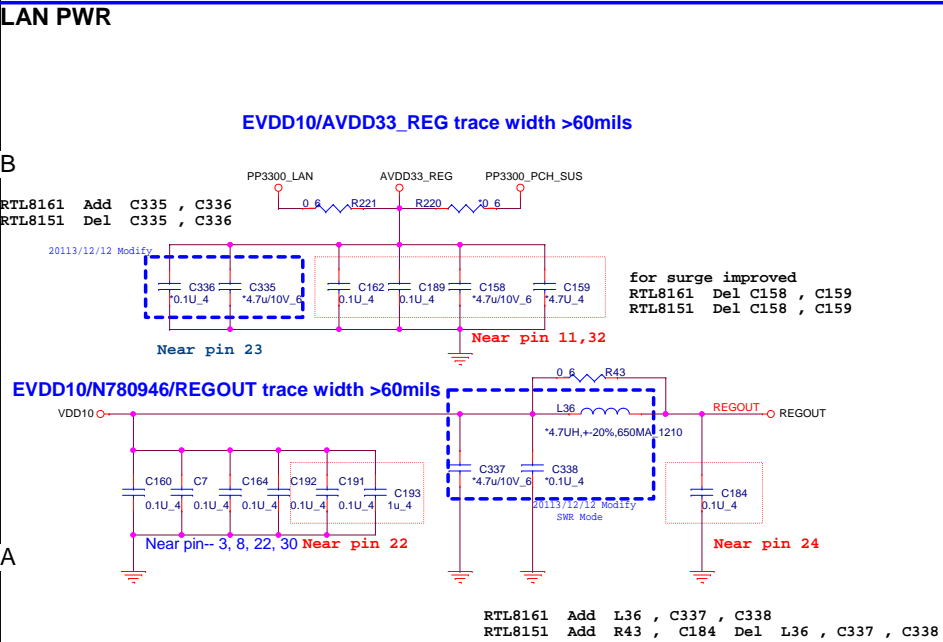 LAN PWR
EVDD10/AVDD33_REG trace width >60mils
B
PP3300_LAN
AVDD33_REG
PP3300_PCH_SUS
0_6
R221
R220
*0_6
RTL8161 Add C335 , C336
RTL8151 Del C335 , C336
20113/12/12 Modify
C336
*0.1U_4
C335
*4.7u/10V_6
C162
0.1U_4
C189
0.1U_4
C158
*4.7u/10V_6
C159
*4.7U_4
for surge improved
RTL8161 Del C158 , C159
RTL8151 Del C158 , C159
Near pin 23
Near pin 11,32
EVDD10/N780946/REGOUT trace width >60mils
0_6
R43
VDD10
L36
REGOUT
REGOUT
*4.7UH,+-20%,650MA_1210
C160
0.1U_4
C7
0.1U_4
C164
0.1U_4
C192
0.1U_4
C191
0.1U_4
C193
1u_4
C337
*4.7u/10V_6
C338
*0.1U_4
C184
0.1U_4
20113/12/12 Modify
SWR Mode
Near pin-- 3, 8, 22, 30
Near pin 22
Near pin 24
A
RTL8161 Add L36 , C337 , C338
RTL8151 Add R43 , C184 Del L36 , C337 , C338